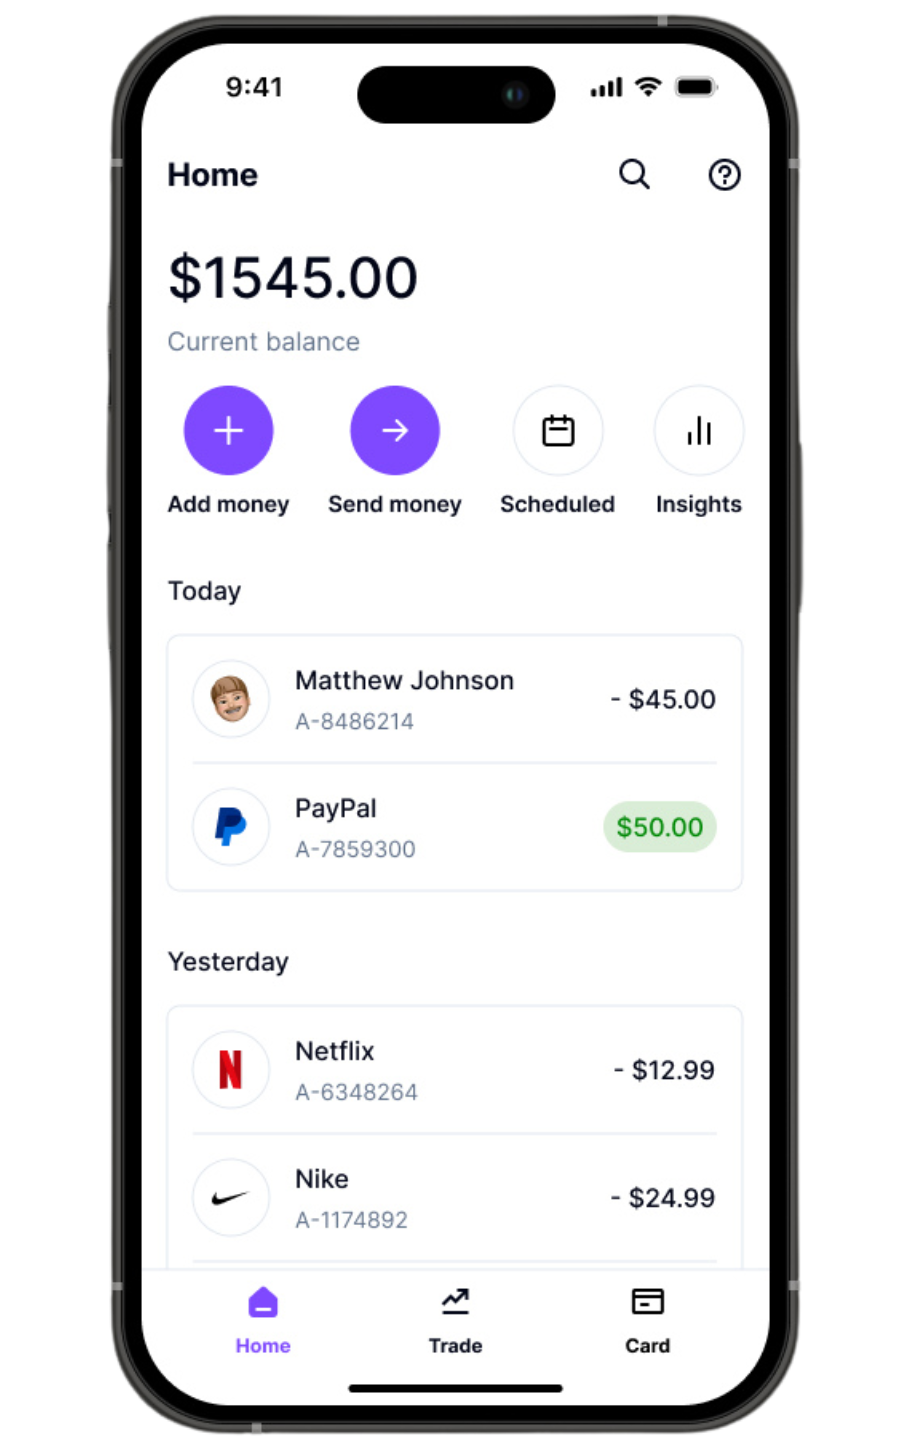 9:41
Home
$1545.00
Current balance
Add money Send money Scheduled Insights
Today
Matthew Johnson
- $45.00
A-8486214
PayPal
$50.00
A-7859300
Yesterday
Netflix
- $12.99
A-6348264
Nike
- $24.99
A-1174892
Home Trade Card